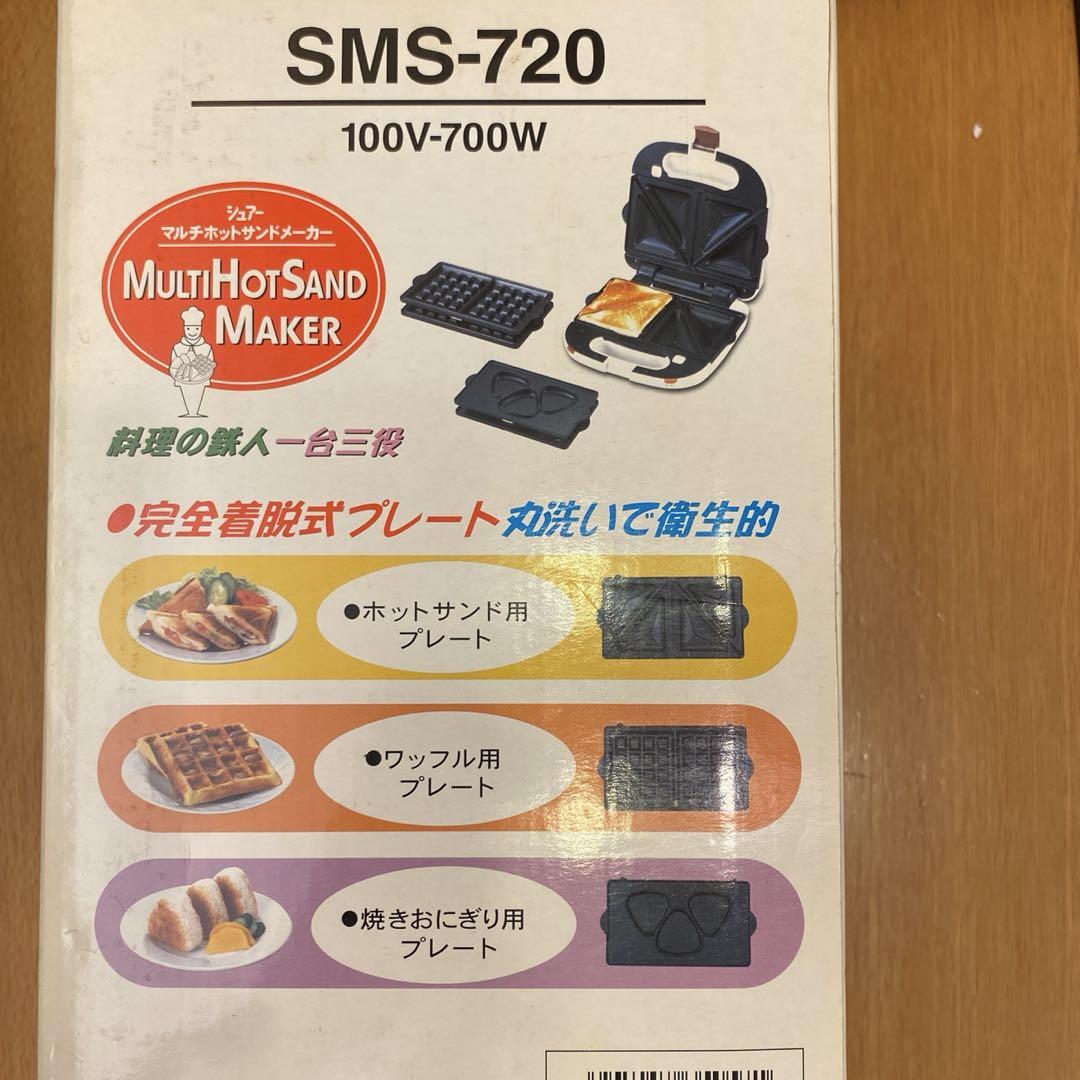 SMS-720
100V-700W
シュアー
マルチホットサンドメーカー
MULTIHOTSAND
MAKER
料理の鉄人一台三役
●完全着脱式プレート丸洗いで衛生的
●ホットサンド用
プレート
●ワッフル用
プレート
●焼きおにぎり用
プレート